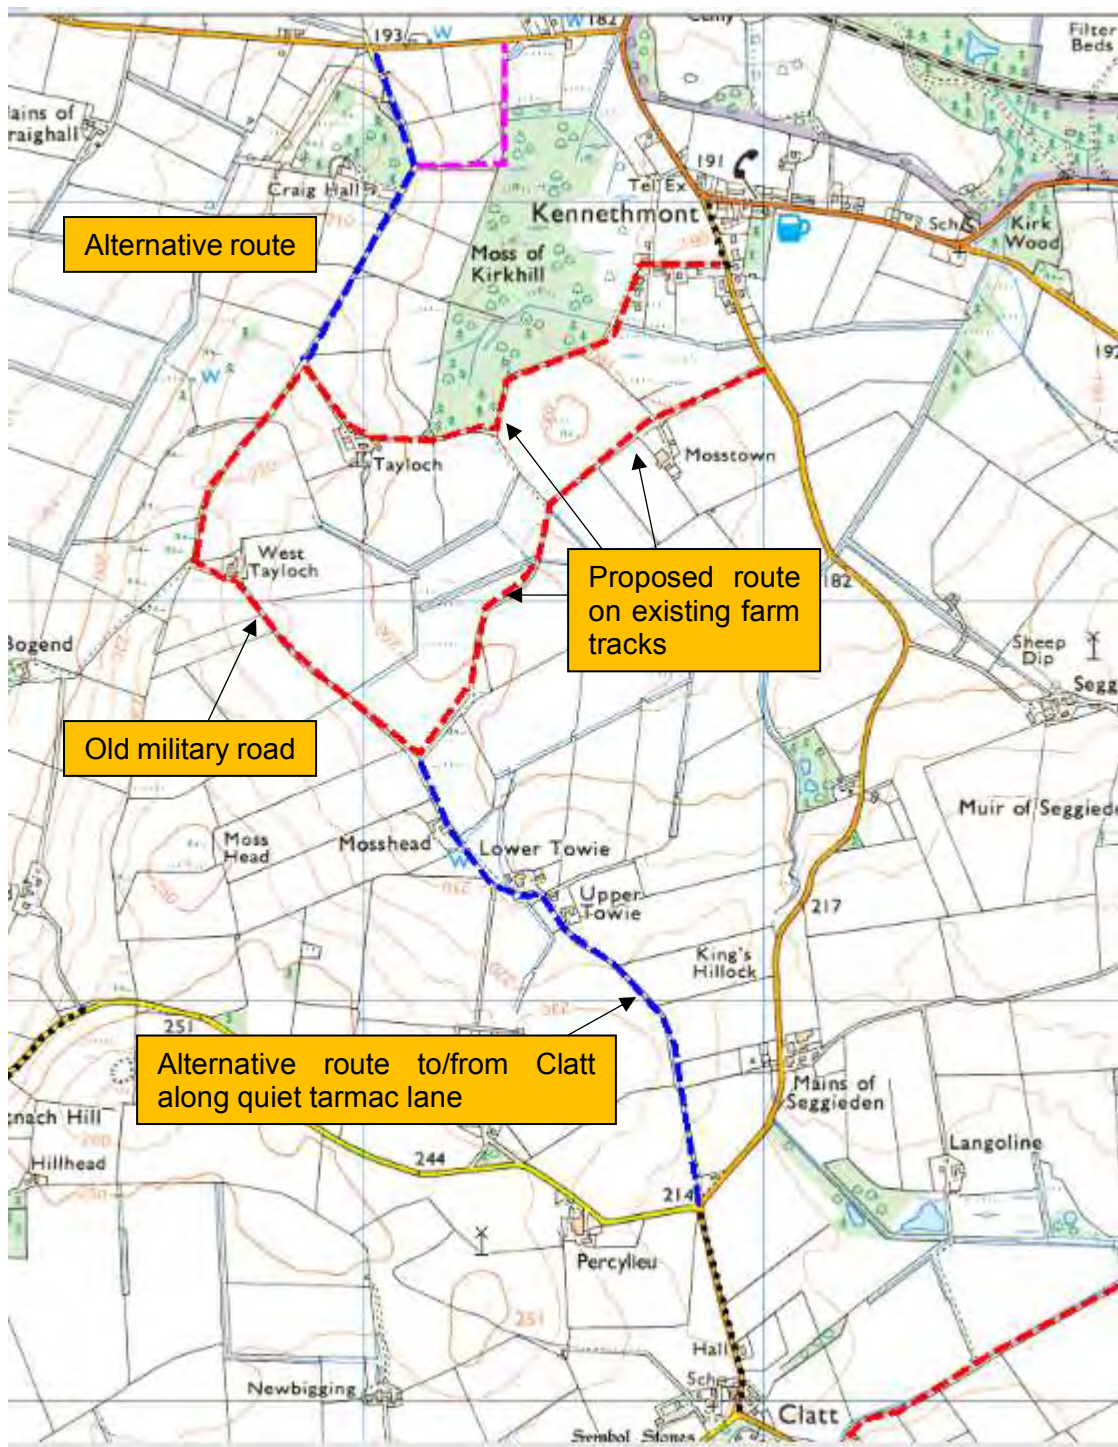 193
W
W
182
Filter
Beds
Craig Hall
191
Tel Ex
Kennethmont
Sch
Kirk
Wood
Alternative route
Moss of
Kirkhill
W
192
Tayloch
Mosstown
West
Tayloch
Proposed route
on existing farm
tracks
182
Sheep
Dip
Bogend
Old military road
Moss
Head
Mosshead
W
Lower Towie
Upper
Towie
Muir of Seggieden
217
King's
Hillock
251
Alternative route to/from Clatt
along quiet tarmac lane
Mains of
Seggieden
Hillhead
244
214
Langoline
Percylieu
251
Hall
Sch
Newbigging
Clatt
Symbol Stones